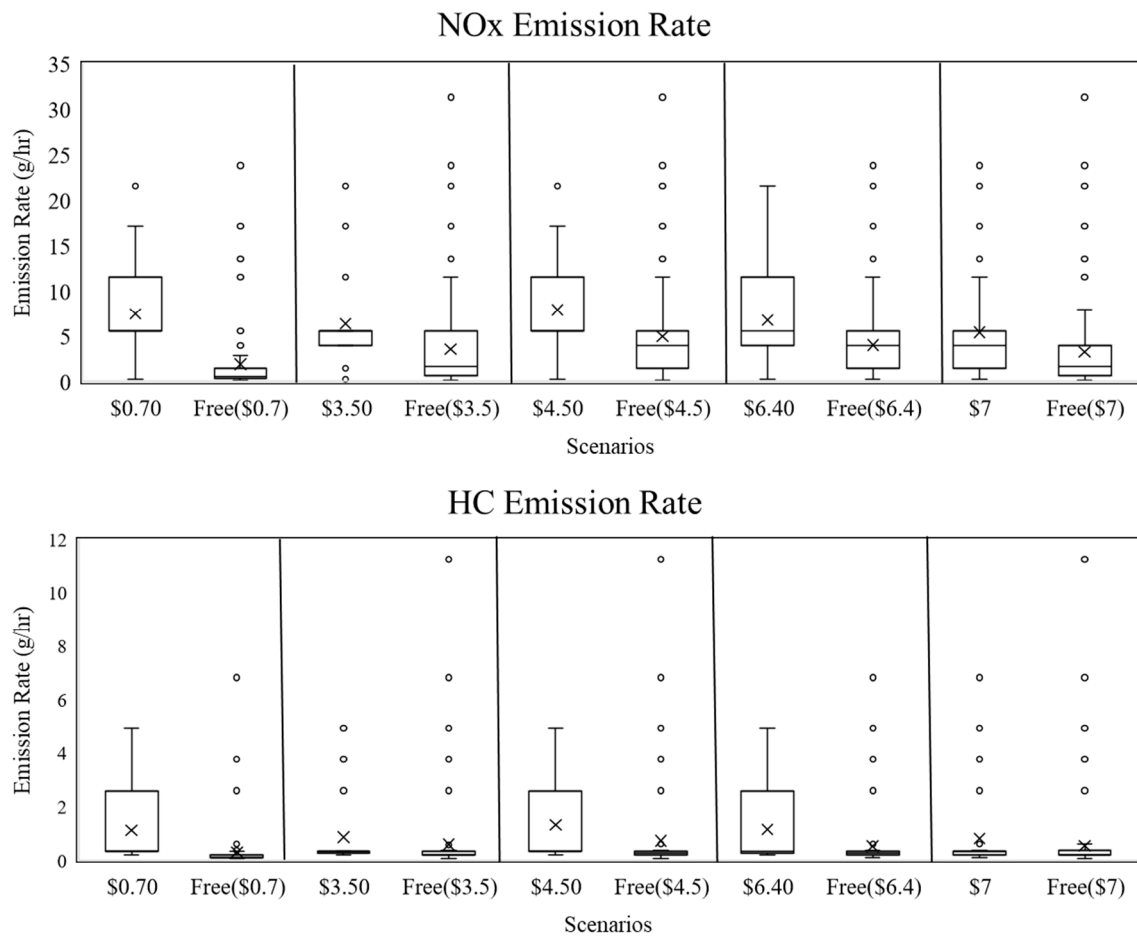 NOx Emission Rate
Emission Rate (g/hr)
35
30
25
20
15
10
5
0
$0.70 Free($0.7) $3.50 Free($3.5) $4.50 Free($4.5) $6.40 Free($6.4) $7 Free($7)
Scenarios
HC Emission Rate
Emission Rate (g/hr)
12
10
8
6
4
2
0
$0.70 Free($0.7) $3.50 Free($3.5) $4.50 Free($4.5) $6.40 Free($6.4) $7 Free($7)
Scenarios